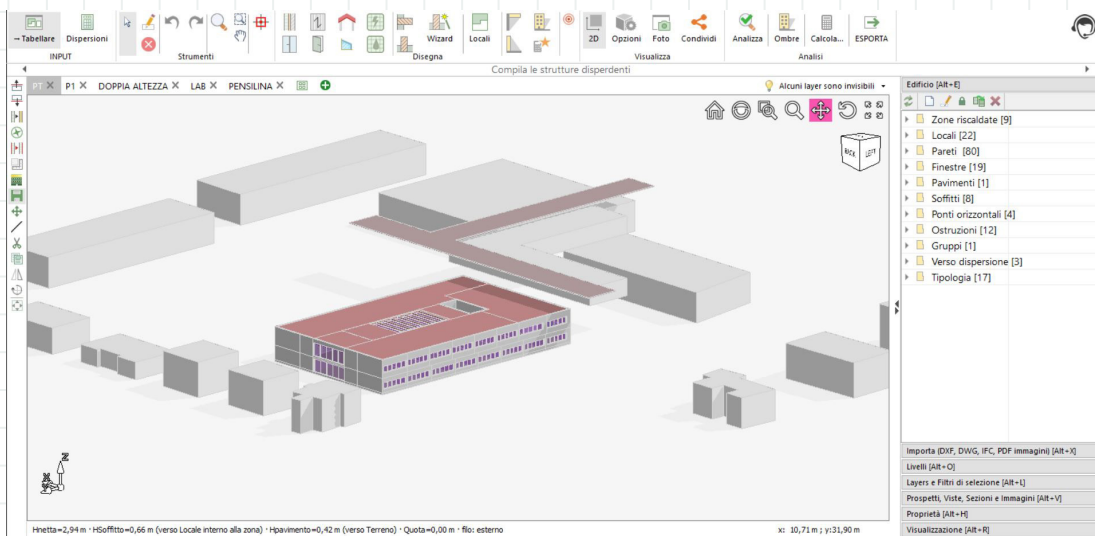 → Tabellare Dispersioni Wizard Locali 2D Opzioni Foto Condividi Analizza Ombre Calcola... ESPORTA
INPUT Strumenti Disegna Visualizza Analisi
Compila le strutture disperdenti
PT P1 DOPPIA ALTEZZA LAB PENSILINA Alcuni layer sono invisibili
BACK LEFT
Z
X
Edificio [Alt+E]
Zone riscaldate [9]
Locali [22]
Pareti [80]
Finestre [19]
Pavimenti [1]
Soffitti [8]
Ponti orizzontali [4]
Ostruzioni [12]
Gruppi [1]
Verso dispersione [3]
Tipologia [17]
Importa (DXF, DWG, IFC, PDF immagini) [Alt+X]
Livelli [Alt+O]
Layers e Filtri di selezione [Alt+L]
Prospetti, Viste, Sezioni e Immagini [Alt+V]
Proprietà [Alt+H]
Visualizzazione [Alt+R]
Hnetta=2,94 m · HSoffitto=0,66 m (verso Locale interno alla zona) · Hpavimento=0,42 m (verso Terreno) · Quota=0,00 m · filo: esterno
x: 10,71 m ; y:31,90 m